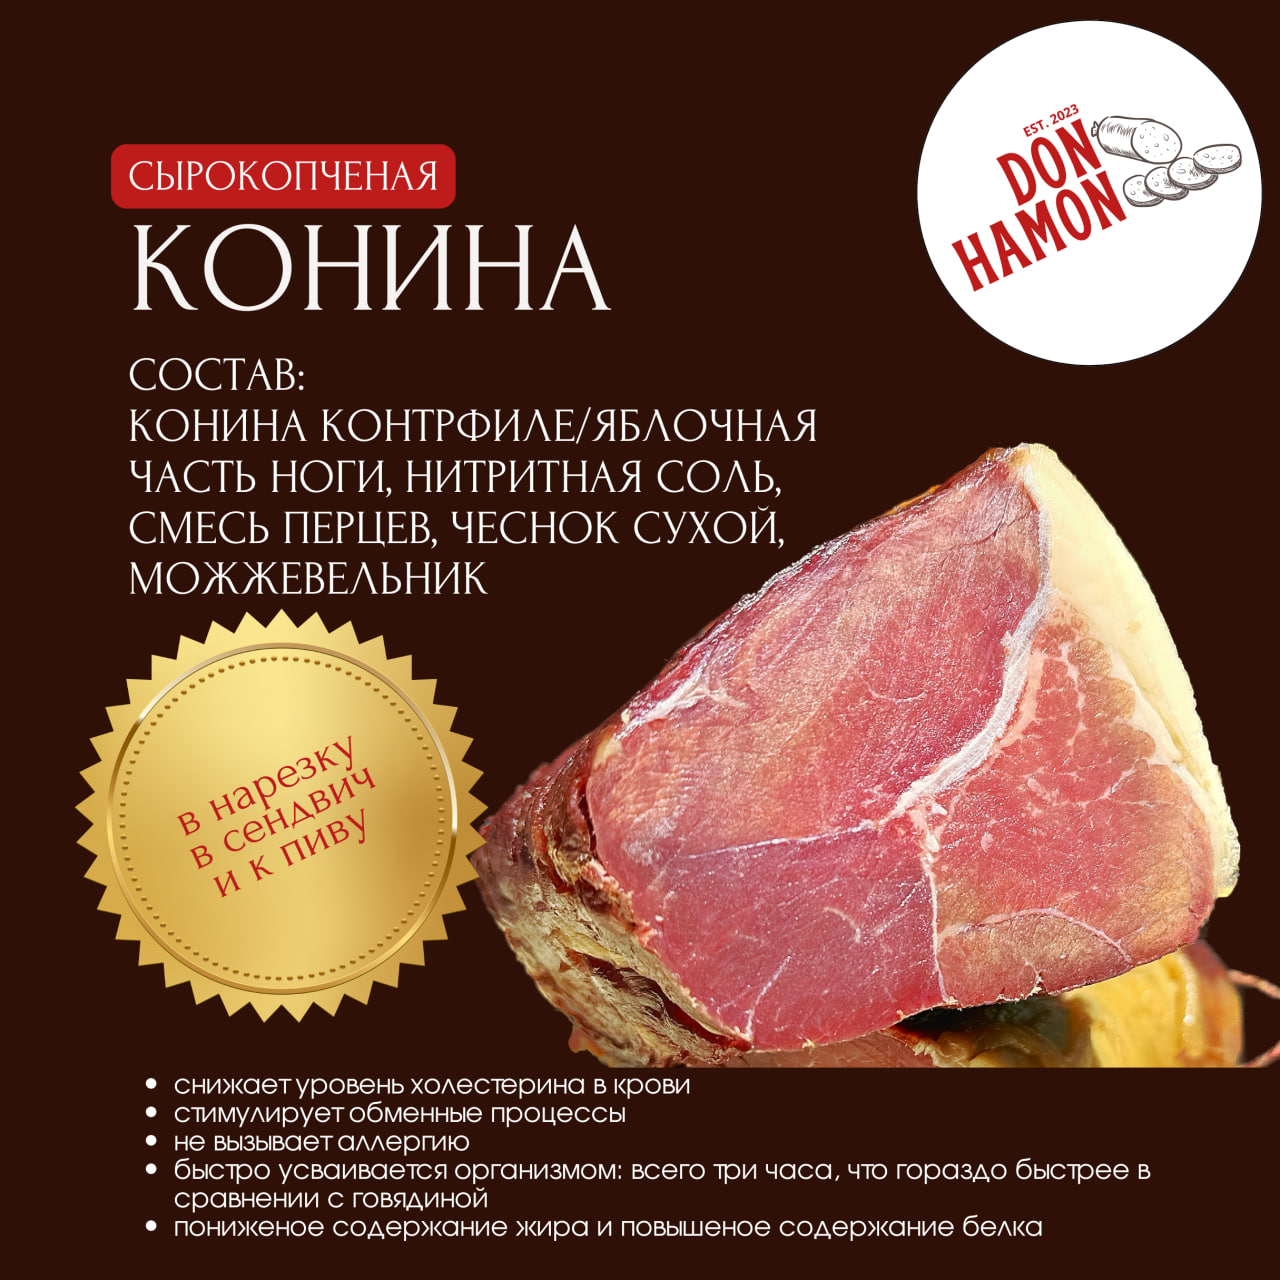 EST. 2023
DON
HAMON
СЫРОКОПЧЕНАЯ
КОНИНА
СОСТАВ:
КОНИНА КОНТРФИЛЕ/ЯБЛОЧНАЯ
ЧАСТЬ НОГИ, НИТРИТНАЯ СОЛЬ,
СМЕСЬ ПЕРЦЕВ, ЧЕСНОК СУХОЙ,
МОЖЖЕВЕЛЬНИК
в нарезку
в сендвич
и к пиву
• снижает уровень холестерина в крови
• стимулирует обменные процессы
• не вызывает аллергию
• быстро усваивается организмом: всего три часа, что гораздо быстрее в
сравнении с говядиной
• пониженое содержание жира и повышеное содержание белка